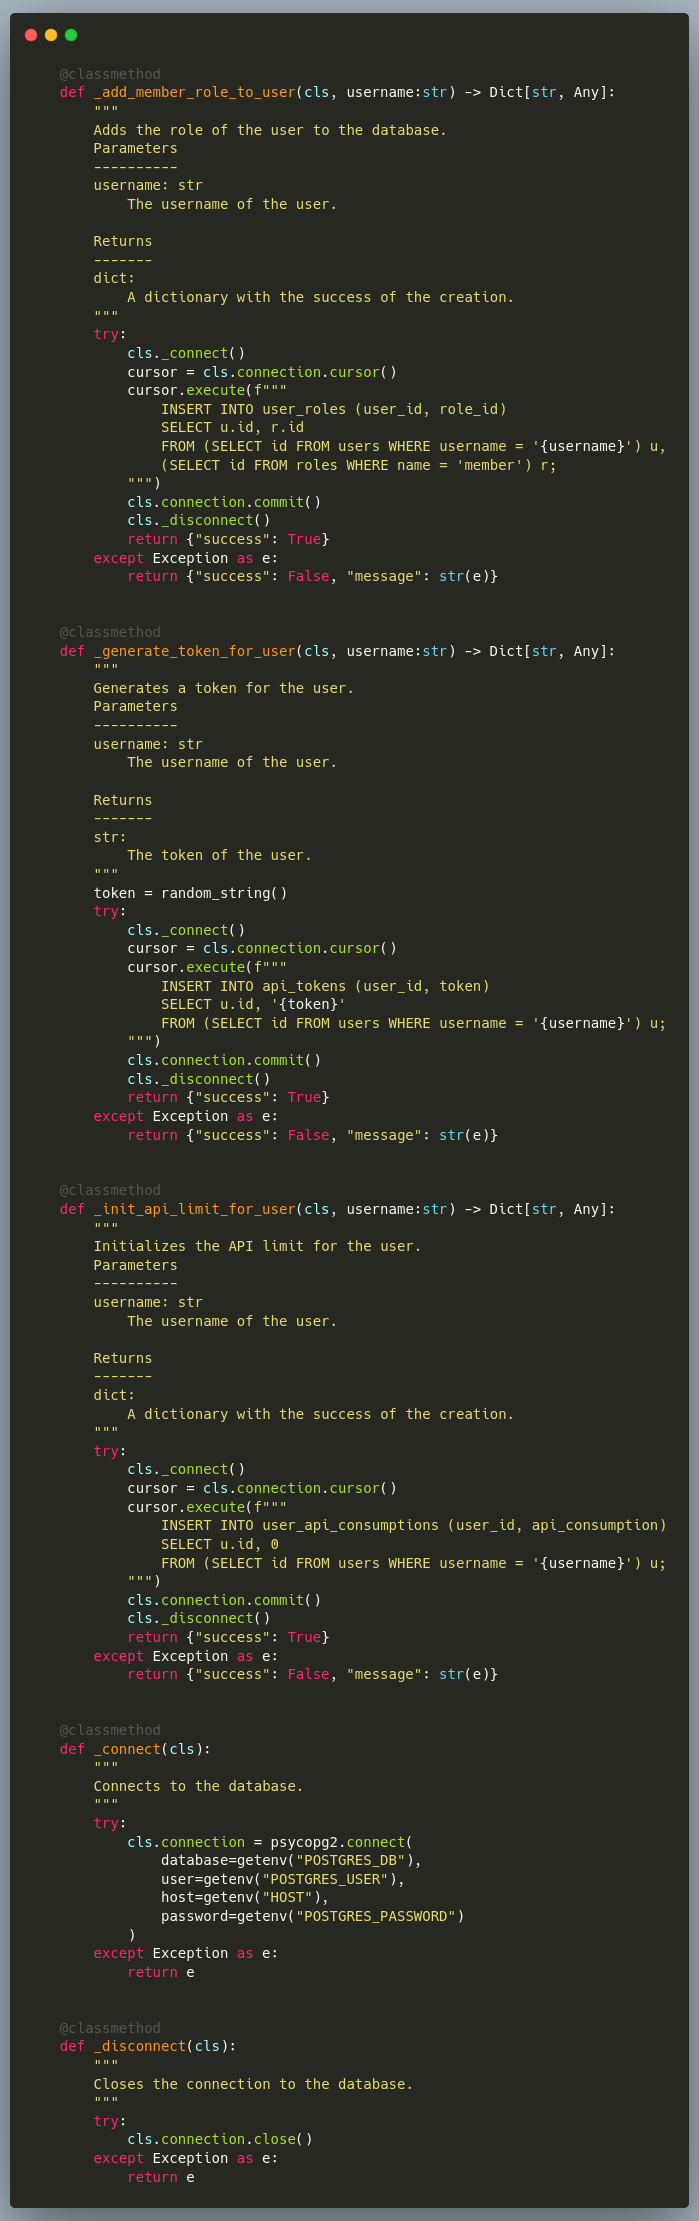 @classmethod
def _add_member_role_to_user(cls, username:str) -> Dict[str, Any]:
"""
Adds the role of the user to the database.
Parameters
----------
username: str
The username of the user.
Returns
-------
dict:
A dictionary with the success of the creation.
"""
try:
cls._connect()
cursor = cls.connection.cursor()
cursor.execute(f"""
INSERT INTO user_roles (user_id, role_id)
SELECT u.id, r.id
FROM (SELECT id FROM users WHERE username = '{username}') u,
(SELECT id FROM roles WHERE name = 'member') r;
""")
cls.connection.commit()
cls._disconnect()
return {"success": True}
except Exception as e:
return {"success": False, "message": str(e)}
@classmethod
def _generate_token_for_user(cls, username:str) -> Dict[str, Any]:
"""
Generates a token for the user.
Parameters
----------
username: str
The username of the user.
Returns
-------
str:
The token of the user.
"""
token = random_string()
try:
cls._connect()
cursor = cls.connection.cursor()
cursor.execute(f"""
INSERT INTO api_tokens (user_id, token)
SELECT u.id, '{token}'
FROM (SELECT id FROM users WHERE username = '{username}') u;
""")
cls.connection.commit()
cls._disconnect()
return {"success": True}
except Exception as e:
return {"success": False, "message": str(e)}
@classmethod
def _init_api_limit_for_user(cls, username:str) -> Dict[str, Any]:
"""
Initializes the API limit for the user.
Parameters
----------
username: str
The username of the user.
Returns
-------
dict:
A dictionary with the success of the creation.
"""
try:
cls._connect()
cursor = cls.connection.cursor()
cursor.execute(f"""
INSERT INTO user_api_consumptions (user_id, api_consumption)
SELECT u.id, 0
FROM (SELECT id FROM users WHERE username = '{username}') u;
""")
cls.connection.commit()
cls._disconnect()
return {"success": True}
except Exception as e:
return {"success": False, "message": str(e)}
@classmethod
def _connect(cls):
"""
Connects to the database.
"""
try:
cls.connection = psycopg2.connect(
database=getenv("POSTGRES_DB"),
user=getenv("POSTGRES_USER"),
host=getenv("HOST"),
password=getenv("POSTGRES_PASSWORD")
)
except Exception as e:
return e
@classmethod
def _disconnect(cls):
"""
Closes the connection to the database.
"""
try:
cls.connection.close()
except Exception as e:
return e